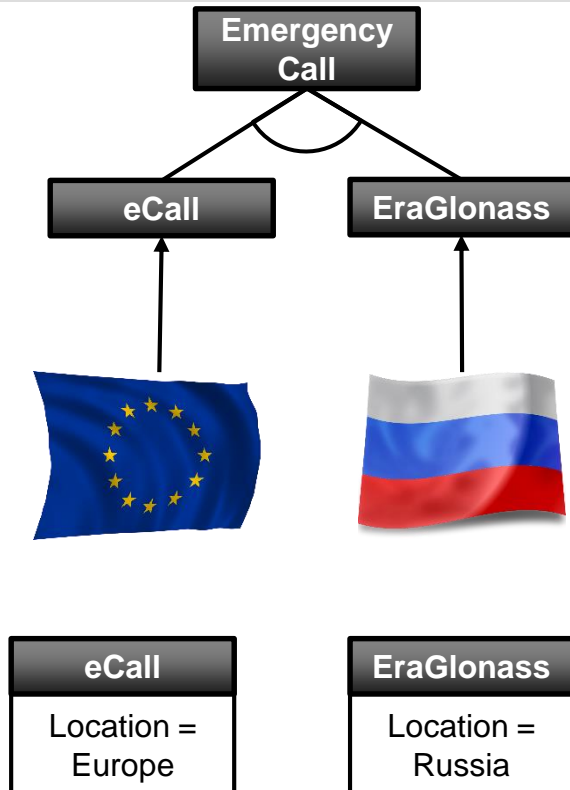 Emergency
Call
eCall
EraGlonass
eCall
EraGlonass
Location =
Europe
Location =
Russia